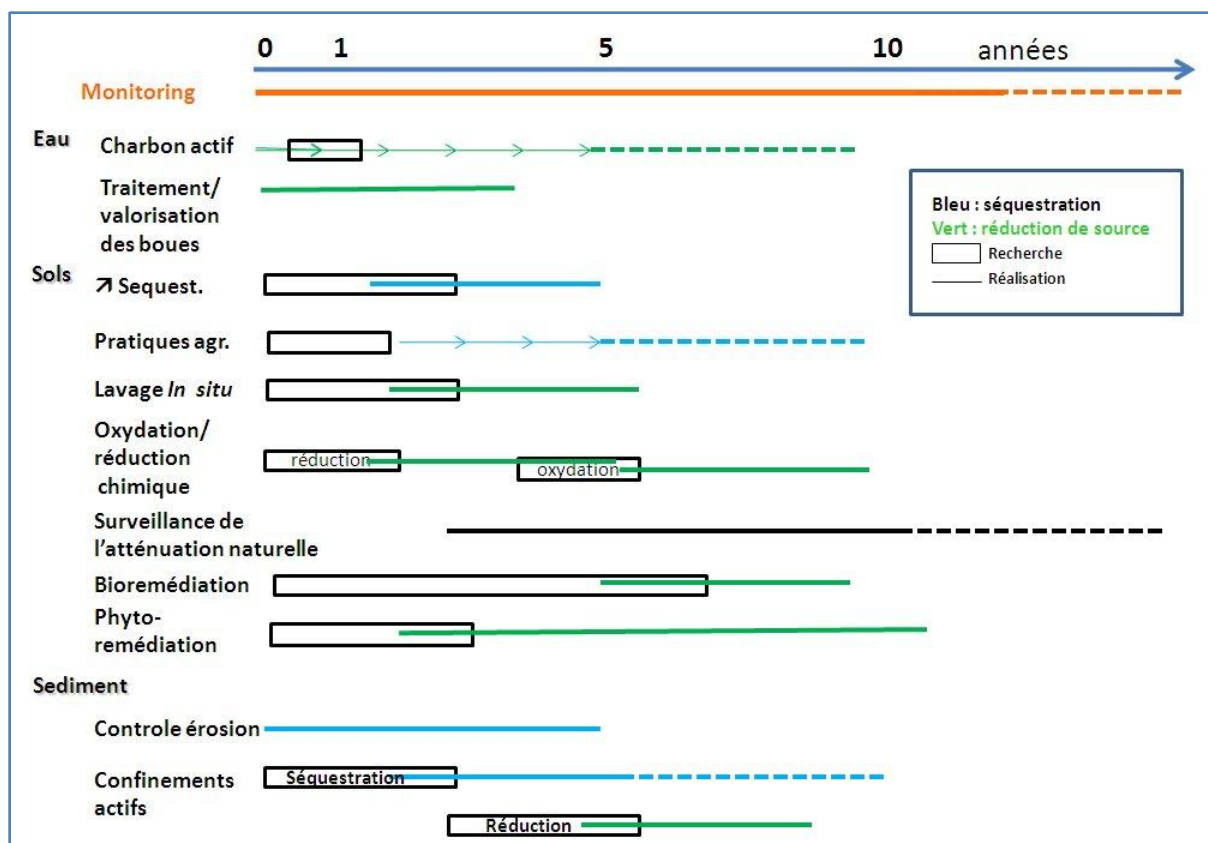 0 1 5 10 années
Monitoring
Eau
Charbon actif
Traitement/
valorisation
des boues
Bleu : séquestration
Vert : réduction de source
Recherche
Réalisation
Sols
↗ Sequest.
Pratiques agr.
Lavage In situ
Oxydation/
réduction
chimique
réduction
oxydation
Surveillance de
l'atténuation naturelle
Bioremédiation
Phyto-
remédiation
Sediment
Controle érosion
Confinements
actifs
Séquestration
Réduction